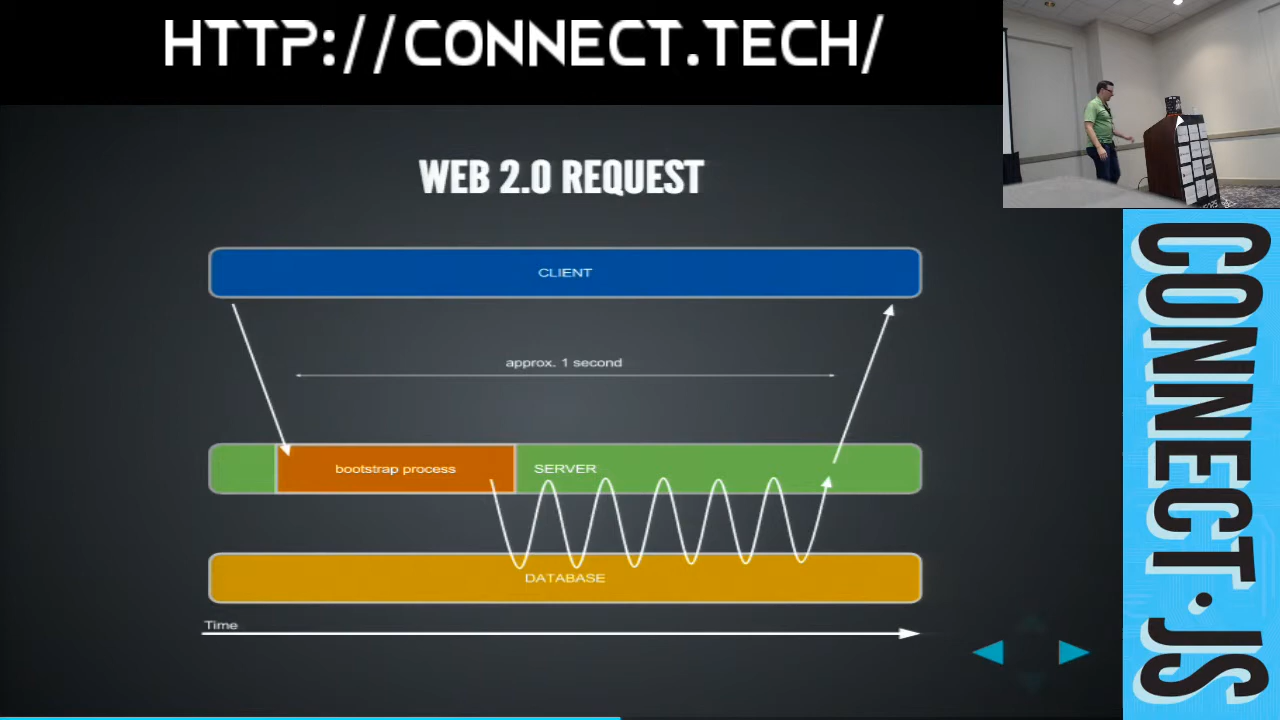 HTTP://CONNECT.TECH/
WEB 2.0 REQUEST
CLIENT
approx. 1 second
bootstrap process
SERVER
DATABASE
Time
CONNECT.JS